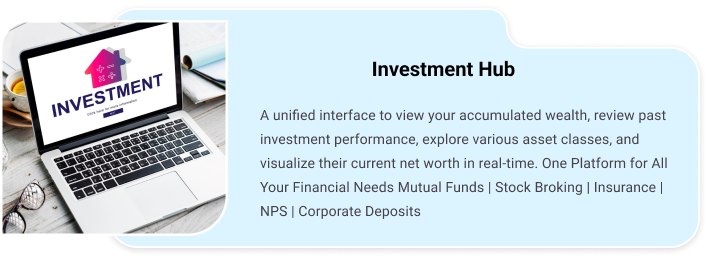 INVESTMENT
Click here for more information
Investment Hub
A unified interface to view your accumulated wealth, review past
investment performance, explore various asset classes, and
visualize their current net worth in real-time. One Platform for All
Your Financial Needs Mutual Funds | Stock Broking | Insurance |
NPS | Corporate Deposits